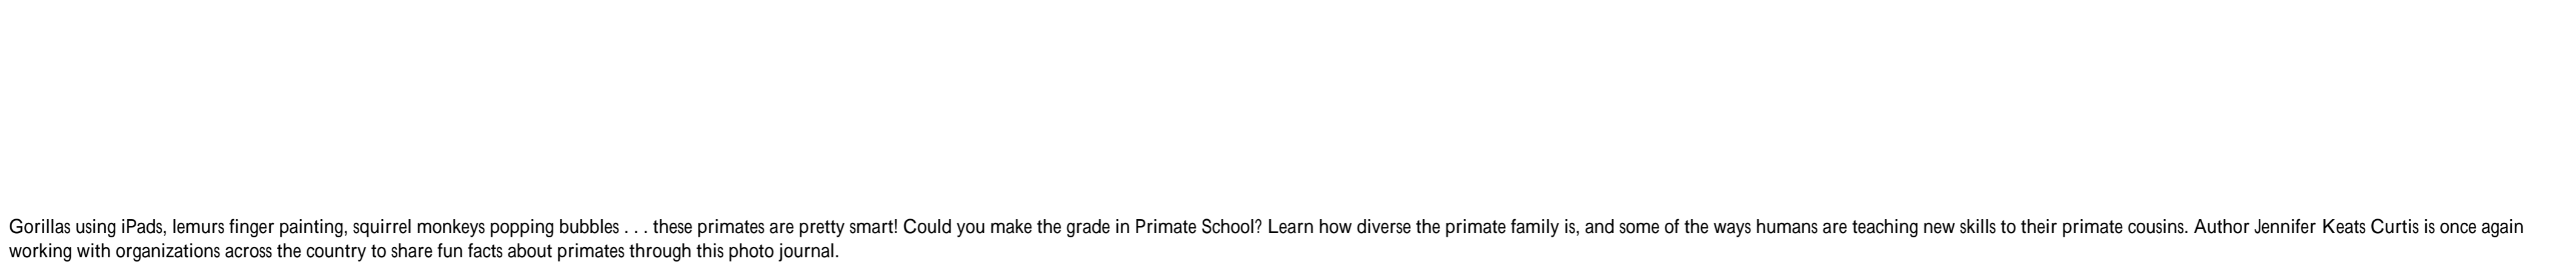 Gorillas using iPads, lemurs finger painting, squirrel monkeys popping bubbles . . . these primates are pretty smart! Could you make the grade in Primate School? Learn how diverse the primate family is, and some of the ways humans are teaching new skills to their primate cousins. Author Jennifer Keats Curtis is once again
working with organizations across the country to share fun facts about primates through this photo journal.